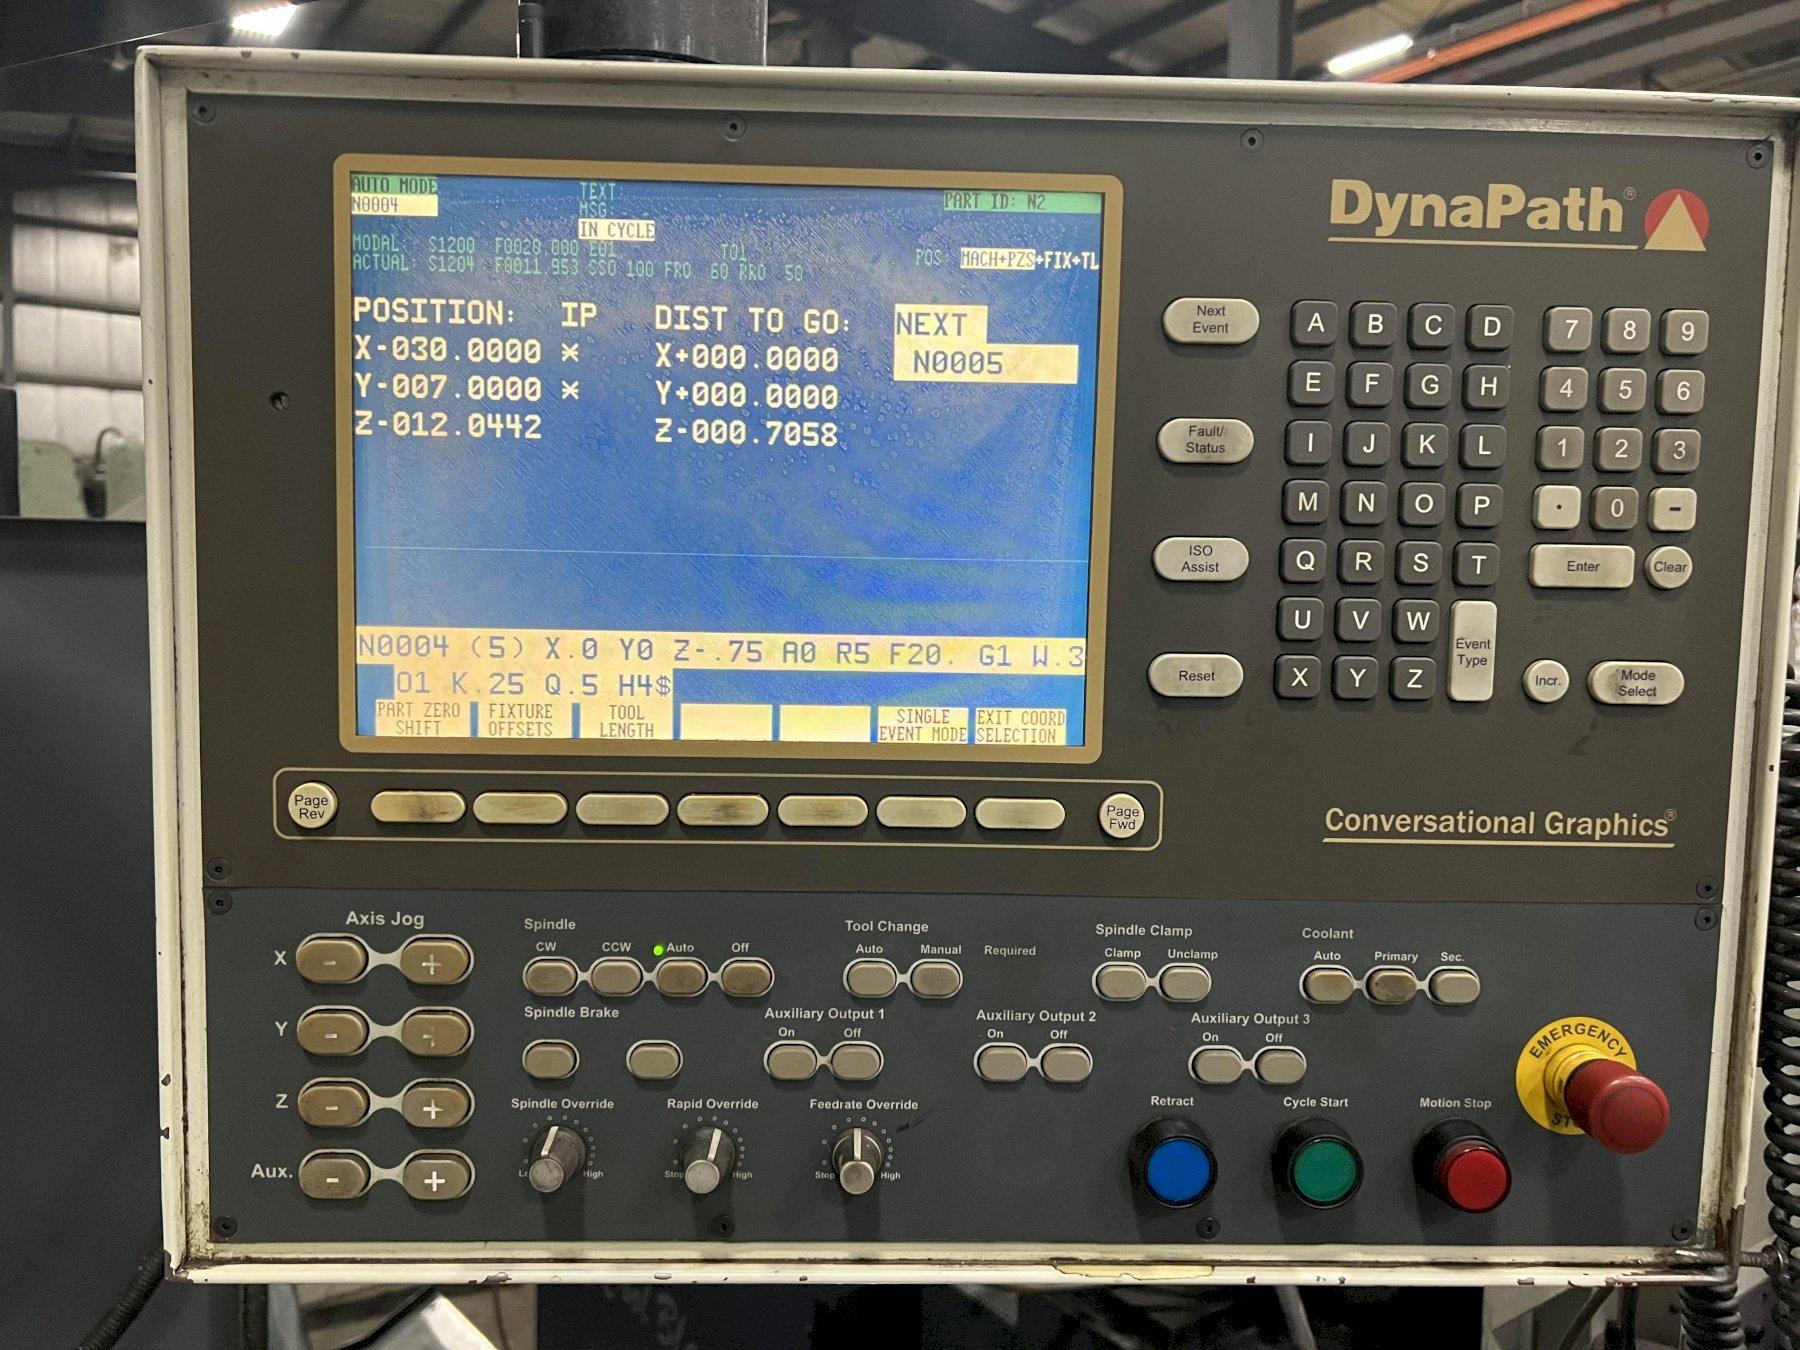 AUTO MODE
N0004
TEXT:
MSG:
IN CYCLE
PART ID: N2
MODAL: S1200 F0020.000 E01 T01
ACTUAL: S1204 F0011.953 SSO 100 FRO 60 RRO 50
POS: MACH+PZS+FIX+TL
POSITION: IP
DIST TO GO:
NEXT
X-030.0000 *
X+000.0000
N0005
Y-007.0000 *
Y+000.0000
Z-012.0442
Z-000.7058
N0004 (5) X.0 Y0 Z-.75 A0 R5 F20. G1 W.3
O1 K.25 Q.5 H4$
PART ZERO
SHIFT
FIXTURE
OFFSETS
TOOL
LENGTH
SINGLE
EVENT MODE
EXIT COORD
SELECTION
DynaPath®
Next
Event
A B C D 7 8 9
E F G H 4 5 6
Fault/
Status
I J K L 1 2 3
M N O P . 0 -
ISO
Assist
Q R S T Enter Clear
U V W
Event
Type
Reset
X Y Z
Incr.
Mode
Select
Page
Rev
Page
Fwd
Conversational Graphics®
Axis Jog
X - +
Y - +
Z - +
Aux. - +
Spindle
CW CCW Auto Off
Tool Change
Auto Manual Required
Spindle Clamp
Clamp Unclamp
Coolant
Auto Primary Sec.
Spindle Brake
Auxiliary Output 1
On Off
Auxiliary Output 2
On Off
Auxiliary Output 3
On Off
Spindle Override
High
Rapid Override
Stop High
Feedrate Override
Stop High
Retract
Cycle Start
Motion Stop
EMERGENCY